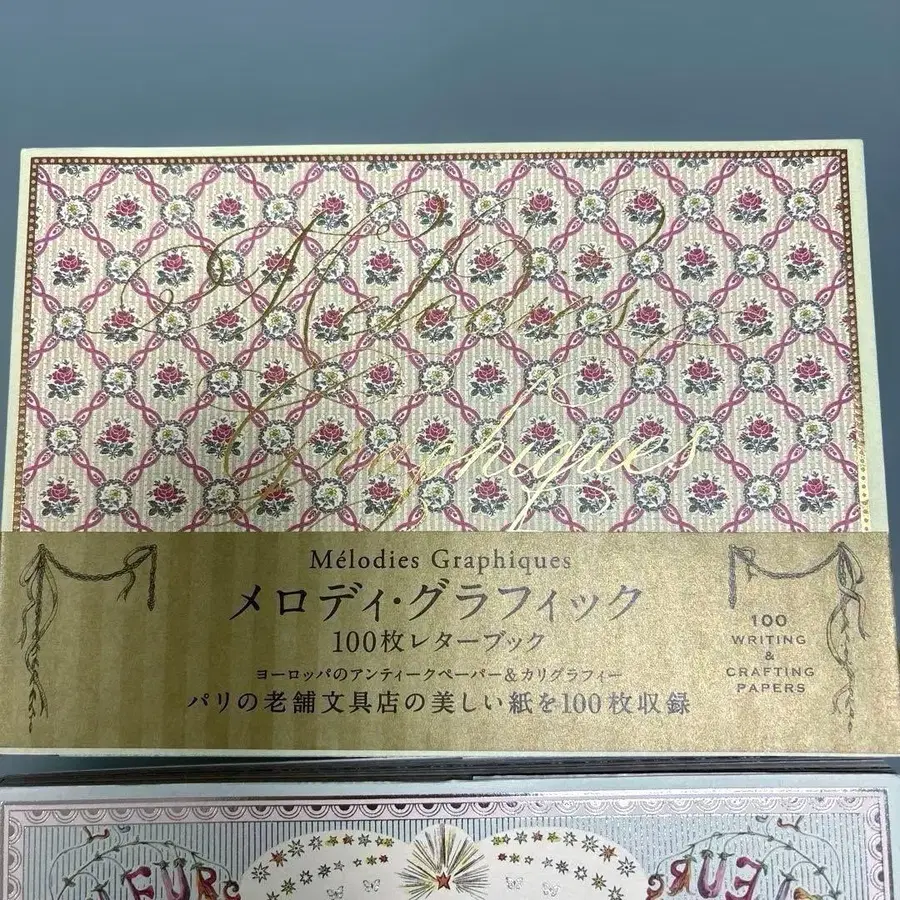 Mélodies
Graphiques
Mélodies Graphiques
メロディ・グラフィック
100枚レターブック
ヨーロッパのアンティークペーパー&カリグラフィー
パリの老舗文具店の美しい紙を100枚収録
100
WRITING
&
CRAFTING
PAPERS